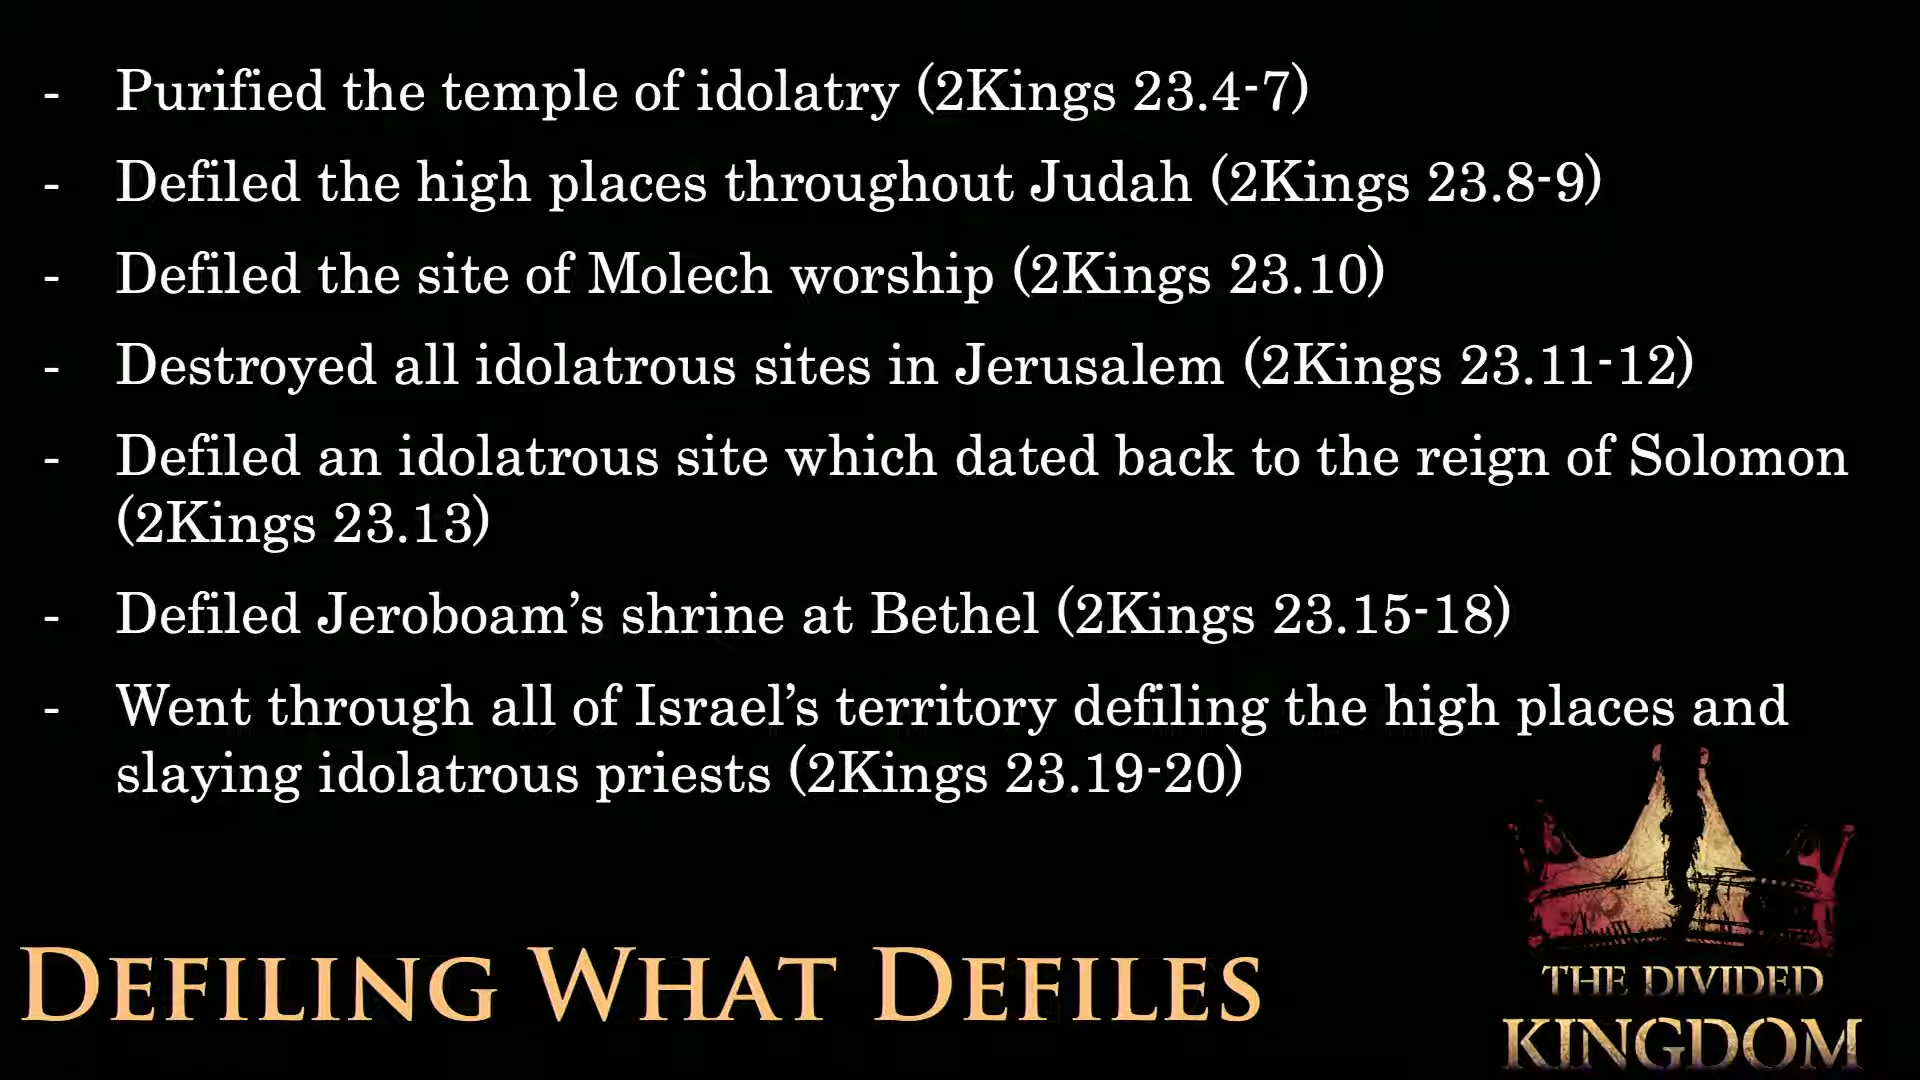 - Purified the temple of idolatry (2Kings 23.4-7)
- Defiled the high places throughout Judah (2Kings 23.8-9)
- Defiled the site of Molech worship (2Kings 23.10)
- Destroyed all idolatrous sites in Jerusalem (2Kings 23.11-12)
- Defiled an idolatrous site which dated back to the reign of Solomon
(2Kings 23.13)
- Defiled Jeroboam’s shrine at Bethel (2Kings 23.15-18)
- Went through all of Israel’s territory defiling the high places and
slaying idolatrous priests (2Kings 23.19-20)
DEFILING WHAT DEFILES
THE DIVIDED
KINGDOM